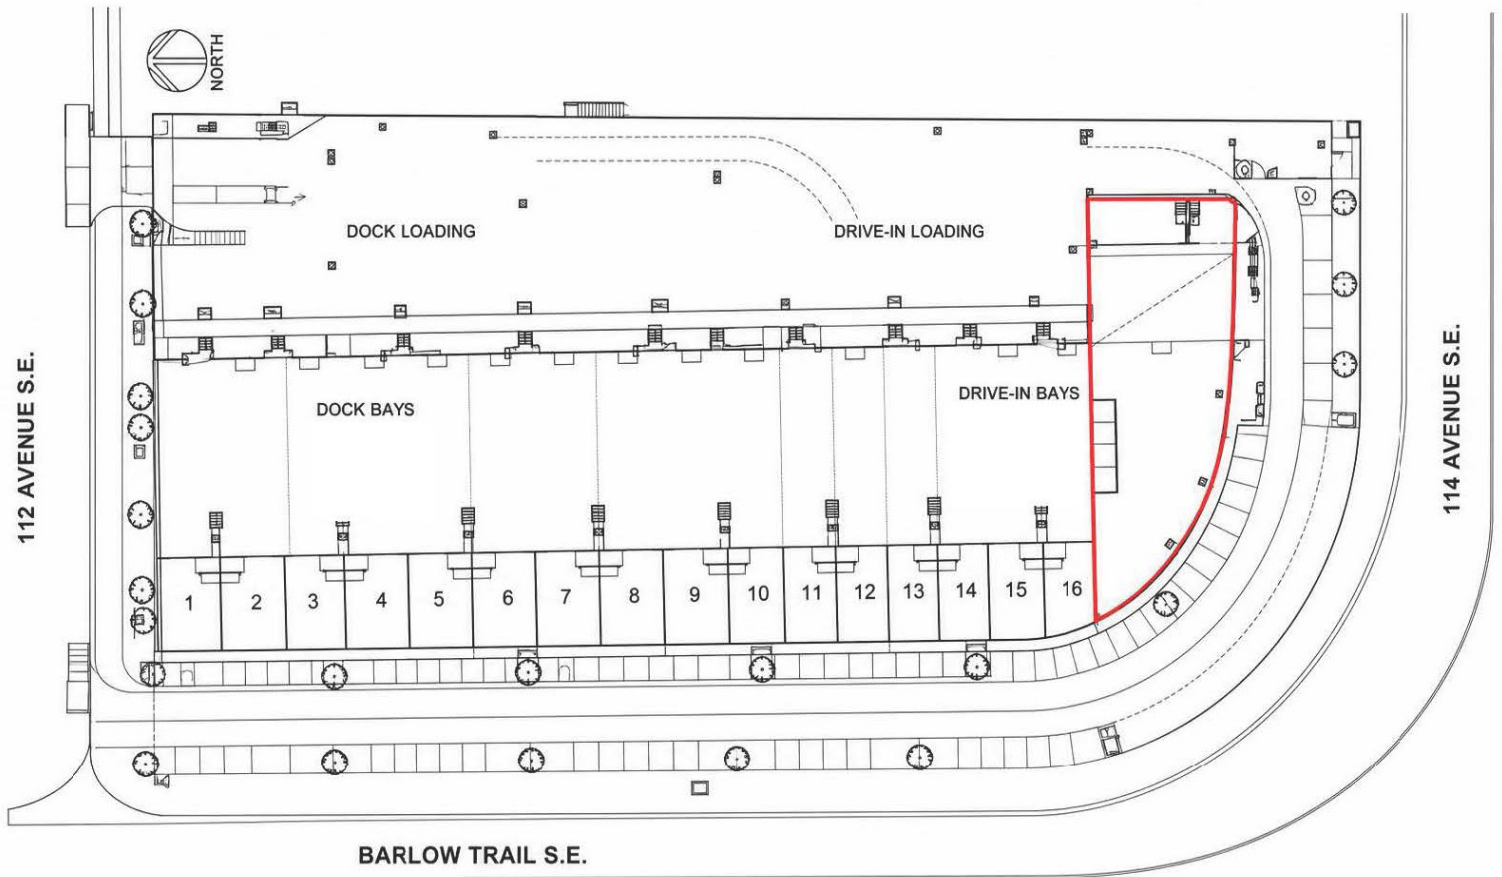 NORTH
DOCK LOADING
DRIVE-IN LOADING
112 AVENUE S.E.
114 AVENUE S.E.
DOCK BAYS
DRIVE-IN BAYS
1
2
3
4
5
6
7
8
9
10
11
12
13
14
15
16
BARLOW TRAIL S.E.